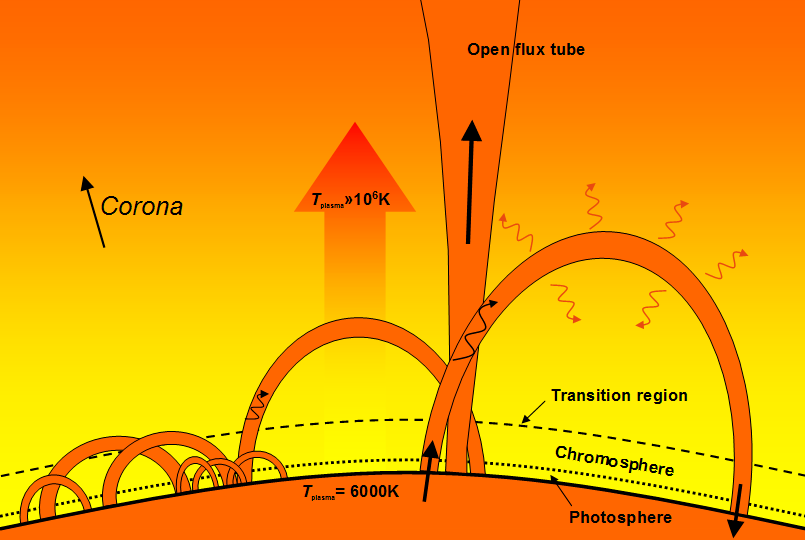 Open flux tube
Tplasma»10⁶K
Corona
Transition region
Chromosphere
Tplasma= 6000K
Photosphere